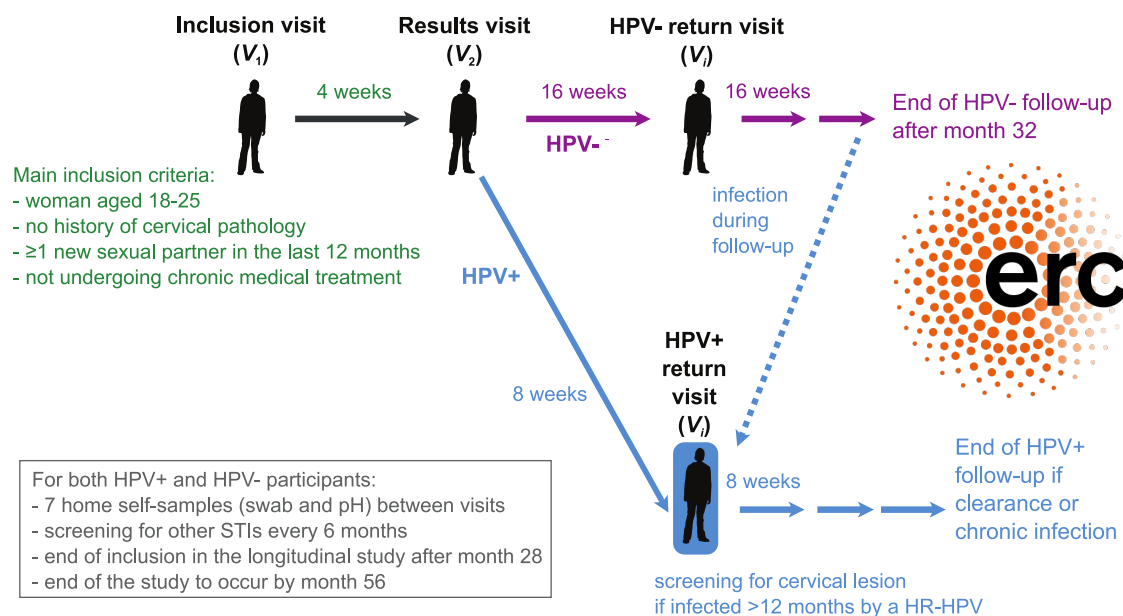 Inclusion visit
(V1)
Results visit
(V2)
HPV- return visit
(Vi)
4 weeks
16 weeks
HPV- -
16 weeks
End of HPV- follow-up
after month 32
Main inclusion criteria:
- woman aged 18-25
- no history of cervical pathology
- ≥1 new sexual partner in the last 12 months
- not undergoing chronic medical treatment
infection
during
follow-up
erc
HPV+
8 weeks
HPV+
return
visit
(Vi)
8 weeks
End of HPV+
follow-up if
clearance or
chronic infection
screening for cervical lesion
if infected >12 months by a HR-HPV
For both HPV+ and HPV- participants:
- 7 home self-samples (swab and pH) between visits
- screening for other STIs every 6 months
- end of inclusion in the longitudinal study after month 28
- end of the study to occur by month 56